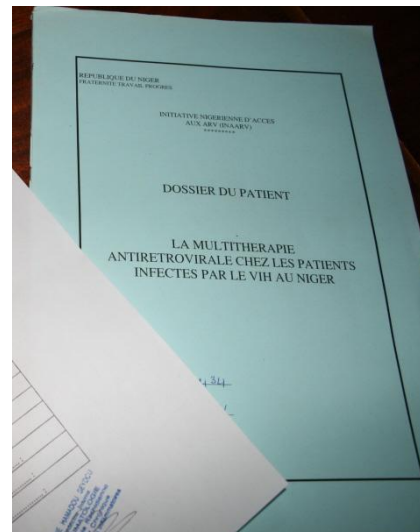 REPUBLIQUE DU NIGER
FRATERNITE TRAVAIL PROGRES
INITIATIVE NIGERIENNE D'ACCES
AUX ARV (INAARV)
*********
DOSSIER DU PATIENT
LA MULTITHERAPIE
ANTIRETROVIRALE CHEZ LES PATIENTS
INFECTES PAR LE VIH AU NIGER